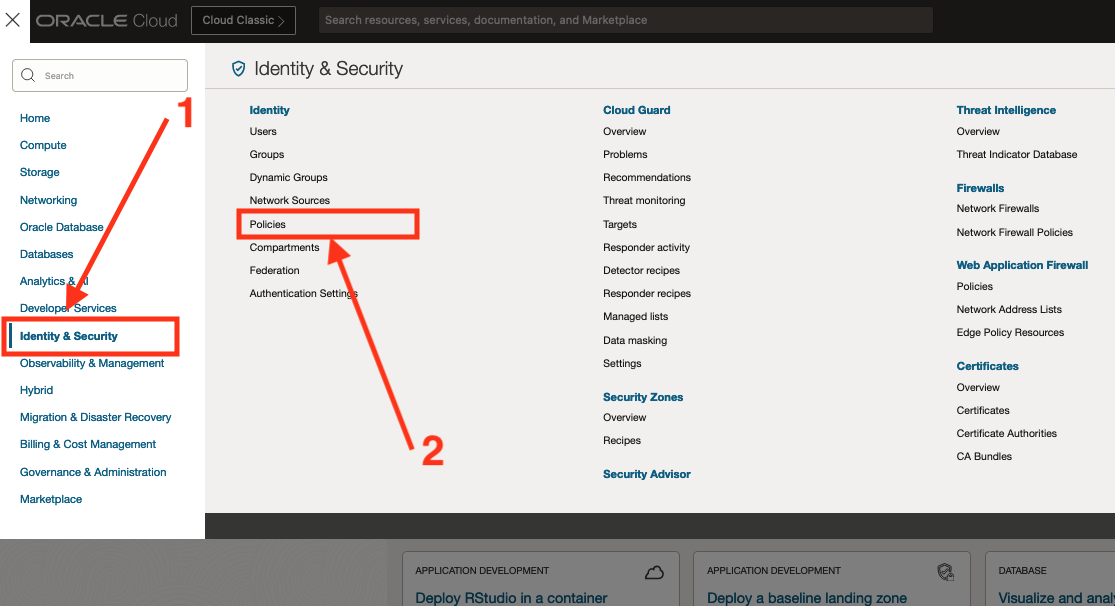 ORACLE Cloud
Cloud Classic >
Search resources, services, documentation, and Marketplace
Search
1
Home
Compute
Storage
Networking
Oracle Database
Databases
Analytics & AI
Developer Services
Identity & Security
Observability & Management
Hybrid
Migration & Disaster Recovery
Billing & Cost Management
Governance & Administration
Marketplace
Identity & Security
Identity
Users
Groups
Dynamic Groups
Network Sources
Policies
Compartments
Federation
Authentication Settings
2
Cloud Guard
Overview
Problems
Recommendations
Threat monitoring
Targets
Responder activity
Detector recipes
Responder recipes
Managed lists
Data masking
Settings
Security Zones
Overview
Recipes
Security Advisor
Threat Intelligence
Overview
Threat Indicator Database
Firewalls
Network Firewalls
Network Firewall Policies
Web Application Firewall
Policies
Network Address Lists
Edge Policy Resources
Certificates
Overview
Certificates
Certificate Authorities
CA Bundles
APPLICATION DEVELOPMENT
Deploy RStudio in a container
APPLICATION DEVELOPMENT
Deploy a baseline landing zone
DATABASE
Visualize and anal